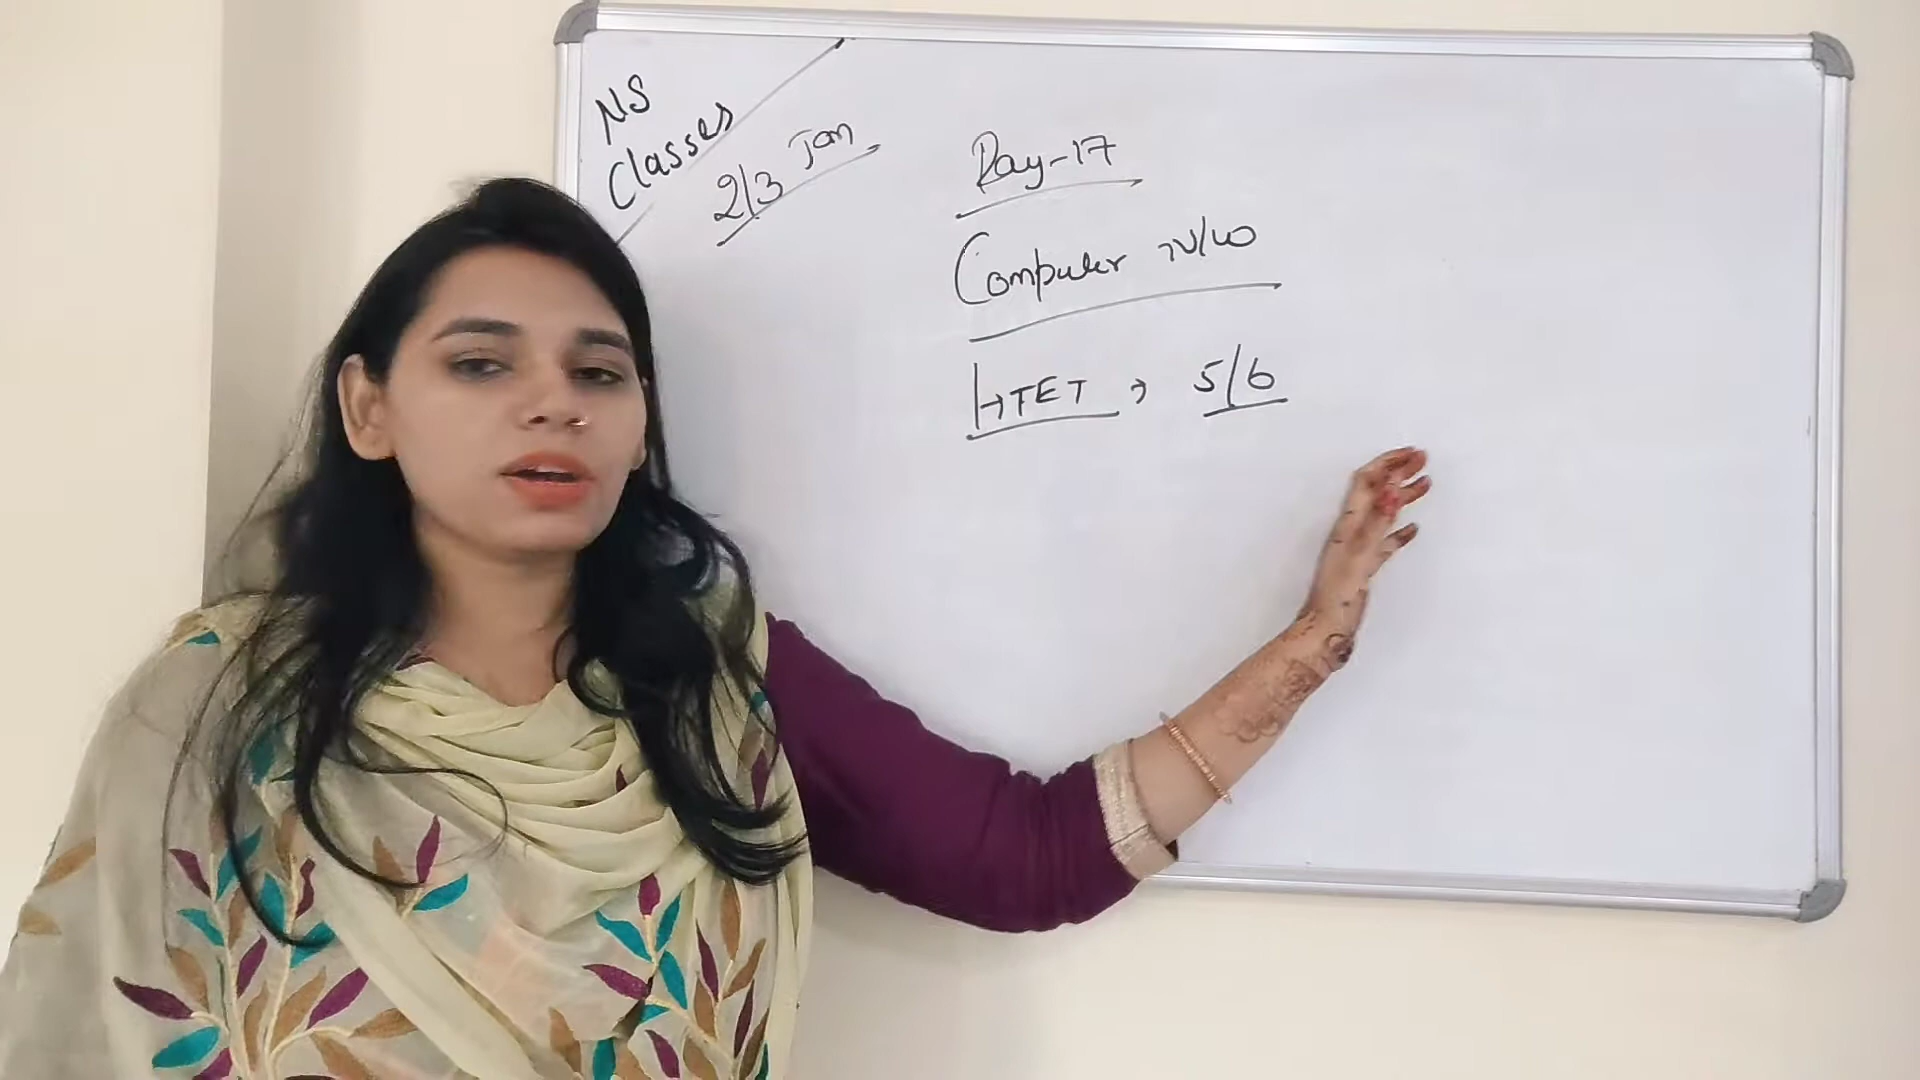 NS
Classes
2/3 Jan
Day-17
Computer
HTET, 5/6